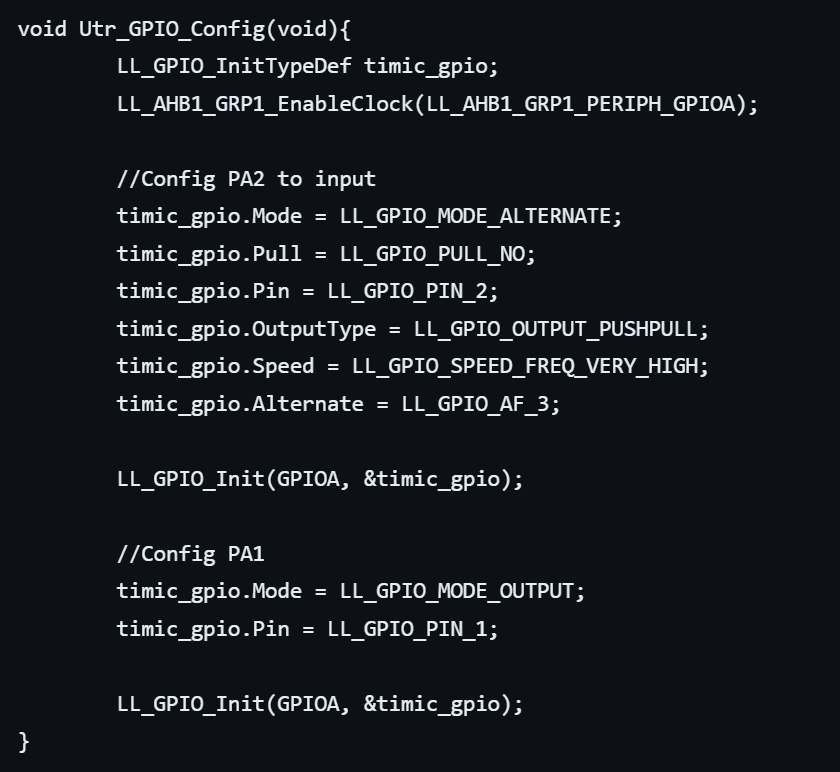 void Utr_GPIO_Config(void){
LL_GPIO_InitTypeDef timic_gpio;
LL_AHB1_GRP1_EnableClock(LL_AHB1_GRP1_PERIPH_GPIOA);
//Config PA2 to input
timic_gpio.Mode = LL_GPIO_MODE_ALTERNATE;
timic_gpio.Pull = LL_GPIO_PULL_NO;
timic_gpio.Pin = LL_GPIO_PIN_2;
timic_gpio.OutputType = LL_GPIO_OUTPUT_PUSHPULL;
timic_gpio.Speed = LL_GPIO_SPEED_FREQ_VERY_HIGH;
timic_gpio.Alternate = LL_GPIO_AF_3;
LL_GPIO_Init(GPIOA, &timic_gpio);
//Config PA1
timic_gpio.Mode = LL_GPIO_MODE_OUTPUT;
timic_gpio.Pin = LL_GPIO_PIN_1;
LL_GPIO_Init(GPIOA, &timic_gpio);
}